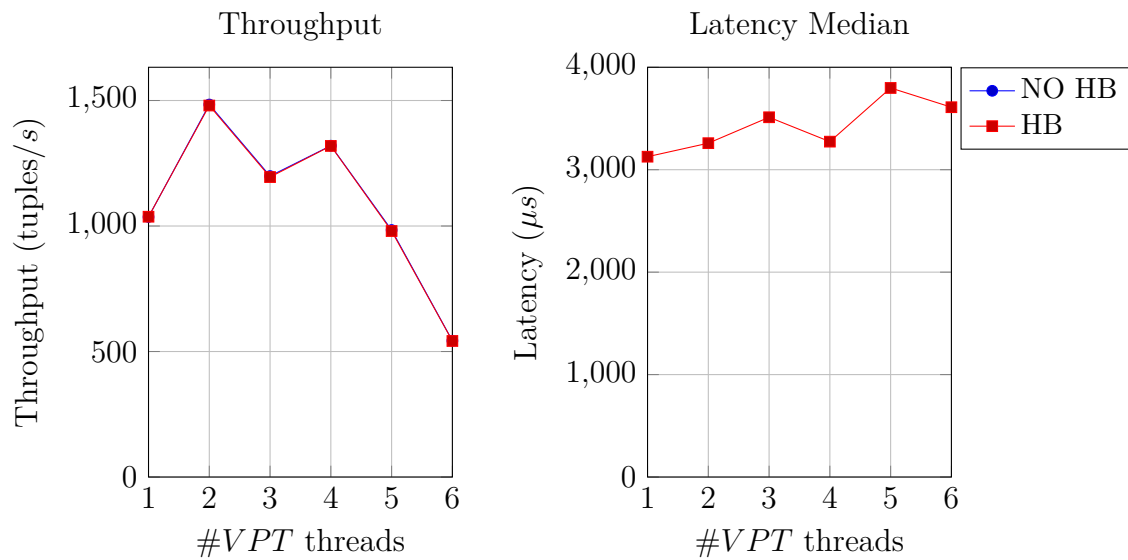 Throughput
Throughput (tuples/s)
1,500
1,000
500
0
1 2 3 4 5 6
#VPT threads
Latency Median
Latency (μs)
4,000
3,000
2,000
1,000
0
1 2 3 4 5 6
#VPT threads
NO HB
HB